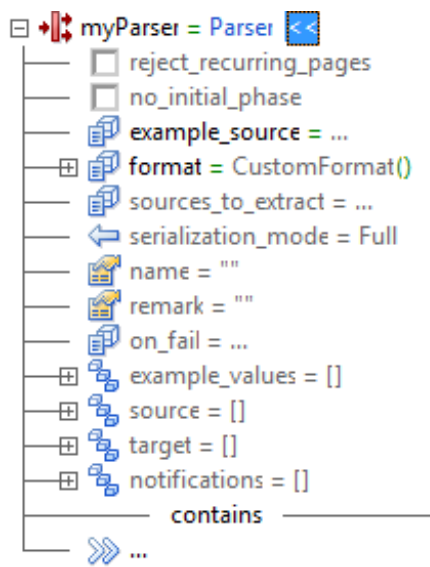 myParser = Parser <<
reject_recurring_pages
no_initial_phase
example_source = ...
format = CustomFormat()
sources_to_extract = ...
serialization_mode = Full
name = ""
remark = ""
on_fail = ...
example_values = []
source = []
target = []
notifications = []
contains
...